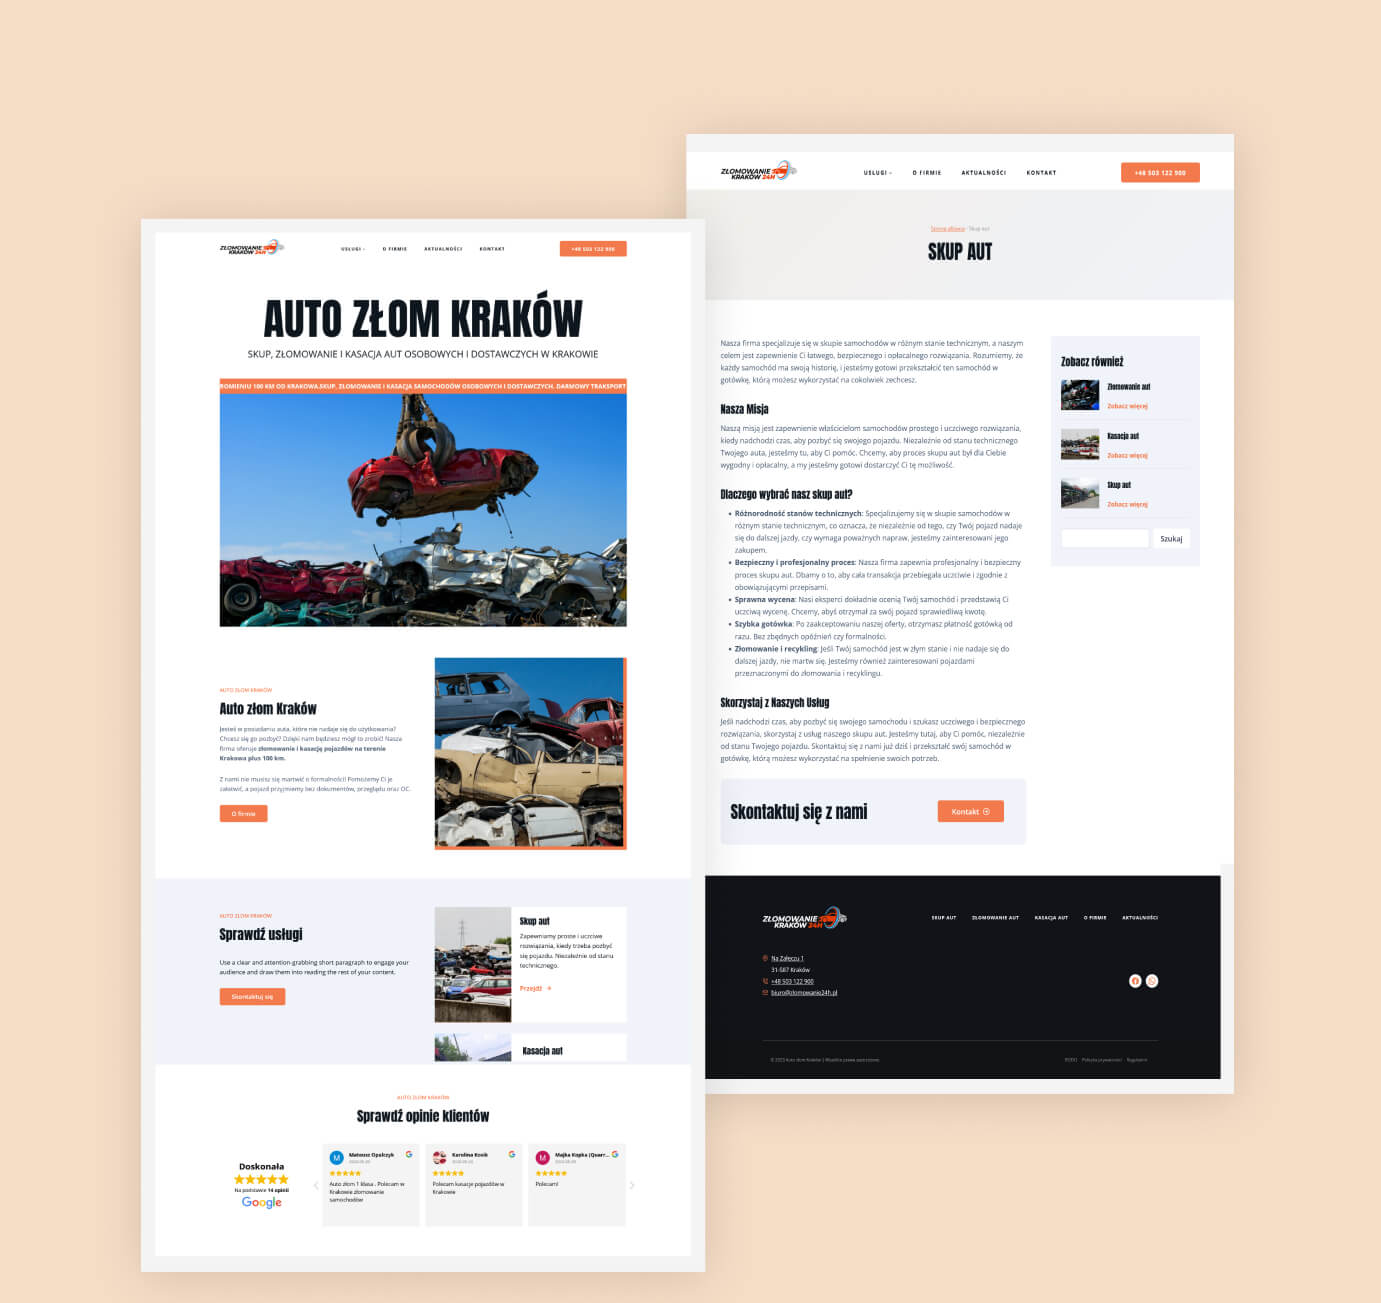 ZŁOMOWANIE
KRAKÓW 24H
USŁUGI
O FIRMIE
AKTUALNOŚCI
KONTAKT
+48 503 122 900
AUTO ZŁOM KRAKÓW
SKUP, ZŁOMOWANIE I KASACJA AUT OSOBOWYCH I DOSTAWCZYCH W KRAKOWIE
ROMIENIU 100 KM OD KRAKOWA.SKUP, ZŁOMOWANIE I KASACJA SAMOCHODÓW OSOBOWYCH I DOSTAWCZYCH. DARMOWY TRANSPORT
AUTO ZŁOM KRAKÓW
Auto złom Kraków
Jesteś w posiadaniu auta, które nie nadaje się do użytkowania?
Chcesz się go pozbyć? Dzięki nam będziesz mógł to zrobić! Nasza
firma oferuje złomowanie i kasację pojazdów na terenie
Krakowa plus 100 km.
Z nami nie musisz się martwić o formalności! Pomożemy Ci je
załatwić, a pojazd przyjmiemy bez dokumentów, przeglądu oraz OC.
O firmie
AUTO ZŁOM KRAKÓW
Sprawdź usługi
Use a clear and attention-grabbing short paragraph to engage your
audience and draw them into reading the rest of your content.
Skontaktuj się
Skup aut
Zapewniamy proste i uczciwe
rozwiązania, kiedy trzeba pozbyć
się pojazdu. Niezależnie od stanu
technicznego.
Przejdź
Kasacja aut
AUTO ZŁOM KRAKÓW
Sprawdź opinie klientów
Doskonała
Na podstawie 14 opinii
Google
M
Mateusz Opalczyk
Auto złom 1 klasa . Polecam w
Krakowie złomowanie
samochodów
Karolina Kosik
Polecam kasacje pojazdów w
Krakowie
M
Majka Kopka (Quarr...
Polecam!
ZŁOMOWANIE
KRAKÓW 24H
USŁUGI
O FIRMIE
AKTUALNOŚCI
KONTAKT
+48 503 122 900
Strona główna Skup aut
SKUP AUT
Nasza firma specjalizuje się w skupie samochodów w różnym stanie technicznym, a naszym
celem jest zapewnienie Ci łatwego, bezpiecznego i opłacalnego rozwiązania. Rozumiemy, że
każdy samochód ma swoją historię, i jesteśmy gotowi przekształcić ten samochód w
gotówkę, którą możesz wykorzystać na cokolwiek zechcesz.
Nasza Misja
Naszą misją jest zapewnienie właścicielom samochodów prostego i uczciwego rozwiązania,
kiedy nadchodzi czas, aby pozbyć się swojego pojazdu. Niezależnie od stanu technicznego
Twojego auta, jesteśmy tu, aby Ci pomóc. Chcemy, aby proces skupu aut był dla Ciebie
wygodny i opłacalny, a my jesteśmy gotowi dostarczyć Ci tę możliwość.
Dlaczego wybrać nasz skup aut?
• Różnorodność stanów technicznych: Specjalizujemy się w skupie samochodów w
różnym stanie technicznym, co oznacza, że niezależnie od tego, czy Twój pojazd nadaje
się do dalszej jazdy, czy wymaga poważnych napraw, jesteśmy zainteresowani jego
zakupem.
• Bezpieczny i profesjonalny proces: Nasza firma zapewnia profesjonalny i bezpieczny
proces skupu aut. Dbamy o to, aby cała transakcja przebiegała uczciwie i zgodnie z
obowiązującymi przepisami.
• Sprawna wycena: Nasi eksperci dokładnie ocenią Twój samochód i przedstawią Ci
uczciwą wycenę. Chcemy, abyś otrzymał za swój pojazd sprawiedliwą kwotę.
• Szybka gotówka: Po zaakceptowaniu naszej oferty, otrzymasz płatność gotówką od
razu. Bez zbędnych opóźnień czy formalności.
• Złomowanie i recykling: Jeśli Twój samochód jest w złym stanie i nie nadaje się do
dalszej jazdy, nie martw się. Jesteśmy również zainteresowani pojazdami
przeznaczonymi do złomowania i recyklingu.
Skorzystaj z Naszych Usług
Jeśli nadchodzi czas, aby pozbyć się swojego samochodu i szukasz uczciwego i bezpiecznego
rozwiązania, skorzystaj z usług naszego skupu aut. Jesteśmy tutaj, aby Ci pomóc, niezależnie
od stanu Twojego pojazdu. Skontaktuj się z nami już dziś i przekształć swój samochód w
gotówkę, którą możesz wykorzystać na spełnienie swoich potrzeb.
Skontaktuj się z nami
Kontakt
Zobacz również
Złomowanie aut
Zobacz więcej
Kasacja aut
Zobacz więcej
Skup aut
Zobacz więcej
Szukaj
ZŁOMOWANIE
KRAKÓW 24H
SKUP AUT
ZŁOMOWANIE AUT
KASACJA AUT
O FIRMIE
AKTUALNOŚCI
Na Załęczu 1
31-587 Kraków
+48 503 122 900
biuro@zlomowanie24h.pl
© 2023 Auto złom Kraków | Wszelkie prawa zastrzeżone.
RODO
Polityka prywatności
Regulamin